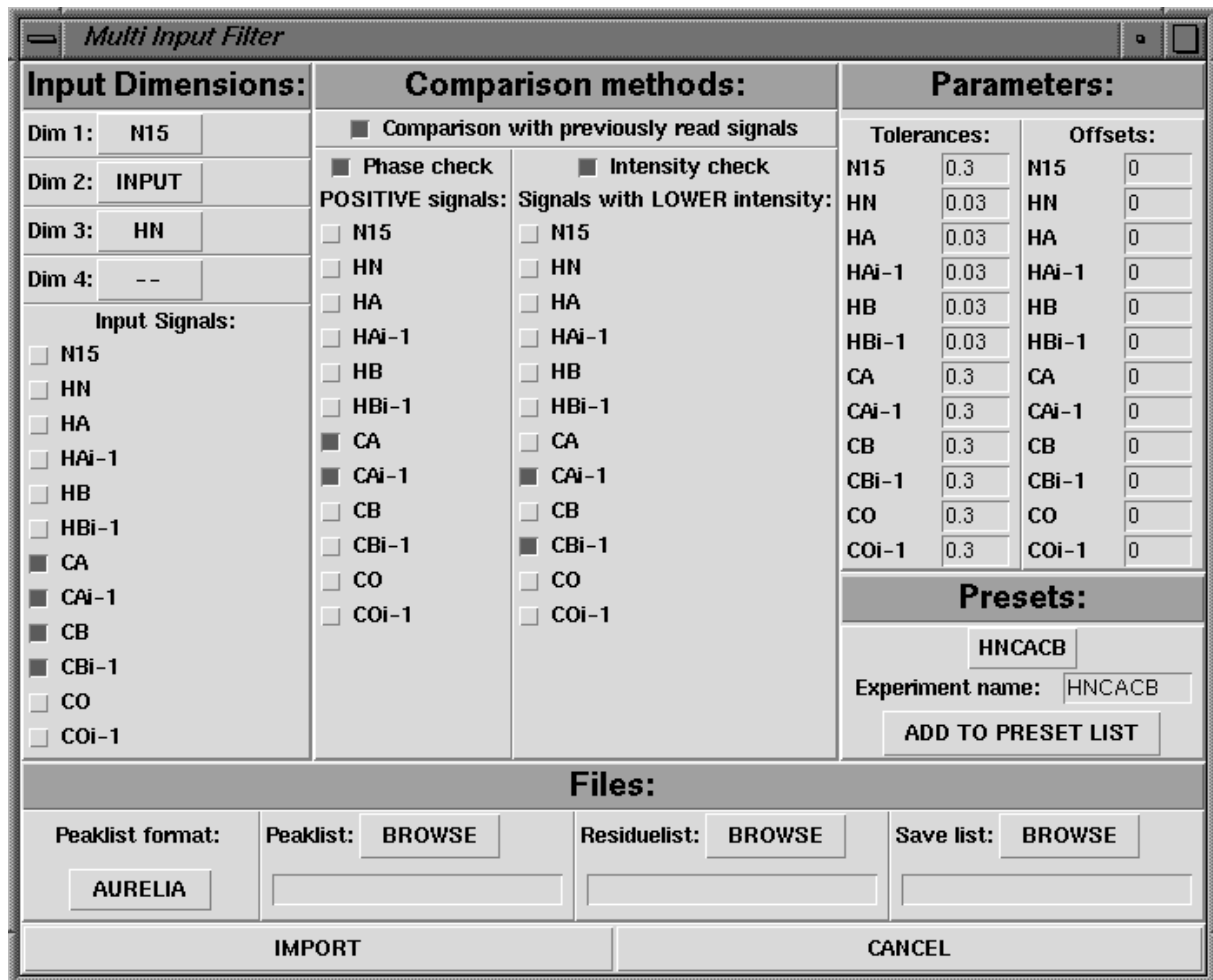 Multi Input Filter
Input Dimensions:
Dim 1: N15
Dim 2: INPUT
Dim 3: HN
Dim 4: --
Input Signals:
N15
HN
HA
HAi-1
HB
HBi-1
CA
CAi-1
CB
CBi-1
CO
COi-1
Comparison methods:
Comparison with previously read signals
Phase check
POSITIVE signals:
N15
HN
HA
HAi-1
HB
HBi-1
CA
CAi-1
CB
CBi-1
CO
COi-1
Intensity check
Signals with LOWER intensity:
N15
HN
HA
HAi-1
HB
HBi-1
CA
CAi-1
CB
CBi-1
CO
COi-1
Parameters:
Tolerances:
N15 0.3
HN 0.03
HA 0.03
HAi-1 0.03
HB 0.03
HBi-1 0.03
CA 0.3
CAi-1 0.3
CB 0.3
CBi-1 0.3
CO 0.3
COi-1 0.3
Offsets:
N15 0
HN 0
HA 0
HAi-1 0
HB 0
HBi-1 0
CA 0
CAi-1 0
CB 0
CBi-1 0
CO 0
COi-1 0
Presets:
HNCACB
Experiment name: HNCACB
ADD TO PRESET LIST
Files:
Peaklist format:
AURELIA
Peaklist: BROWSE
Residuelist: BROWSE
Save list: BROWSE
IMPORT
CANCEL